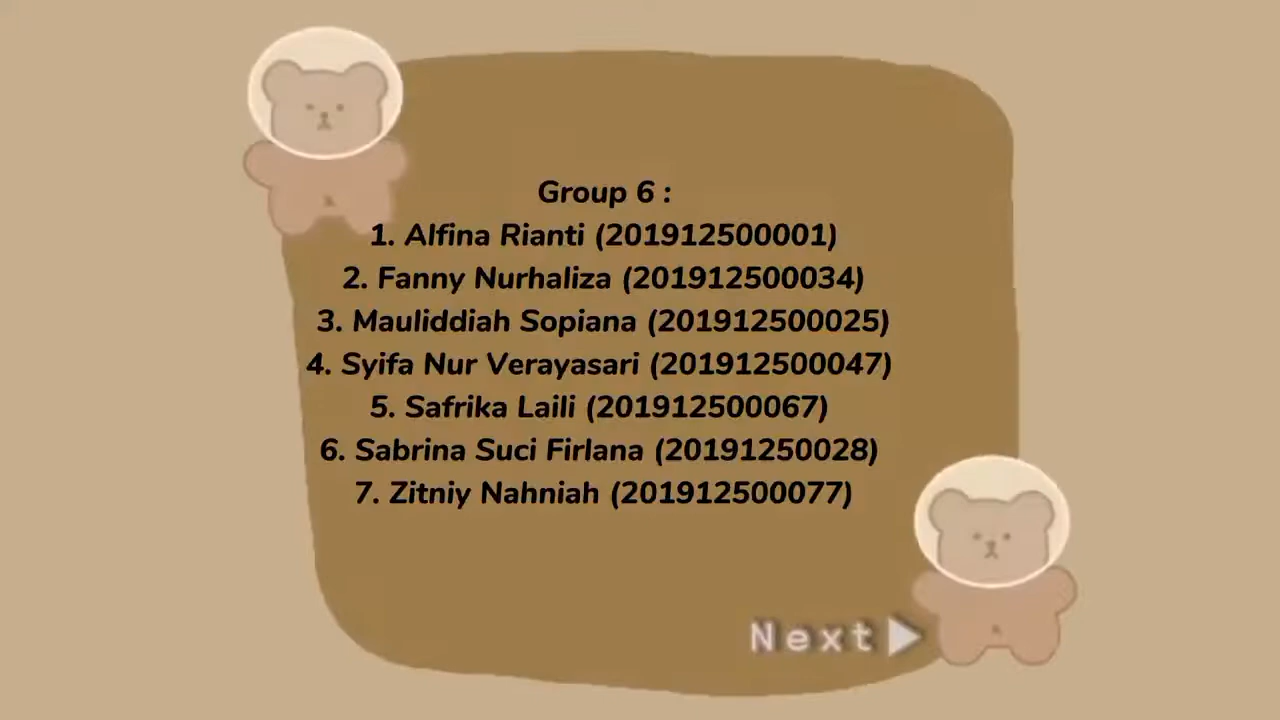 Group 6 :
1. Alfina Rianti (201912500001)
2. Fanny Nurhaliza (201912500034)
3. Mauliddiah Sopiana (201912500025)
4. Syifa Nur Verayasari (201912500047)
5. Safrika Laili (201912500067)
6. Sabrina Suci Firlana (20191250028)
7. Zitniy Nahniah (201912500077)
Next